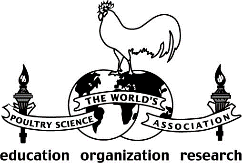 THE WORLD'S
POULTRY SCIENCE ASSOCIATION
education organization research